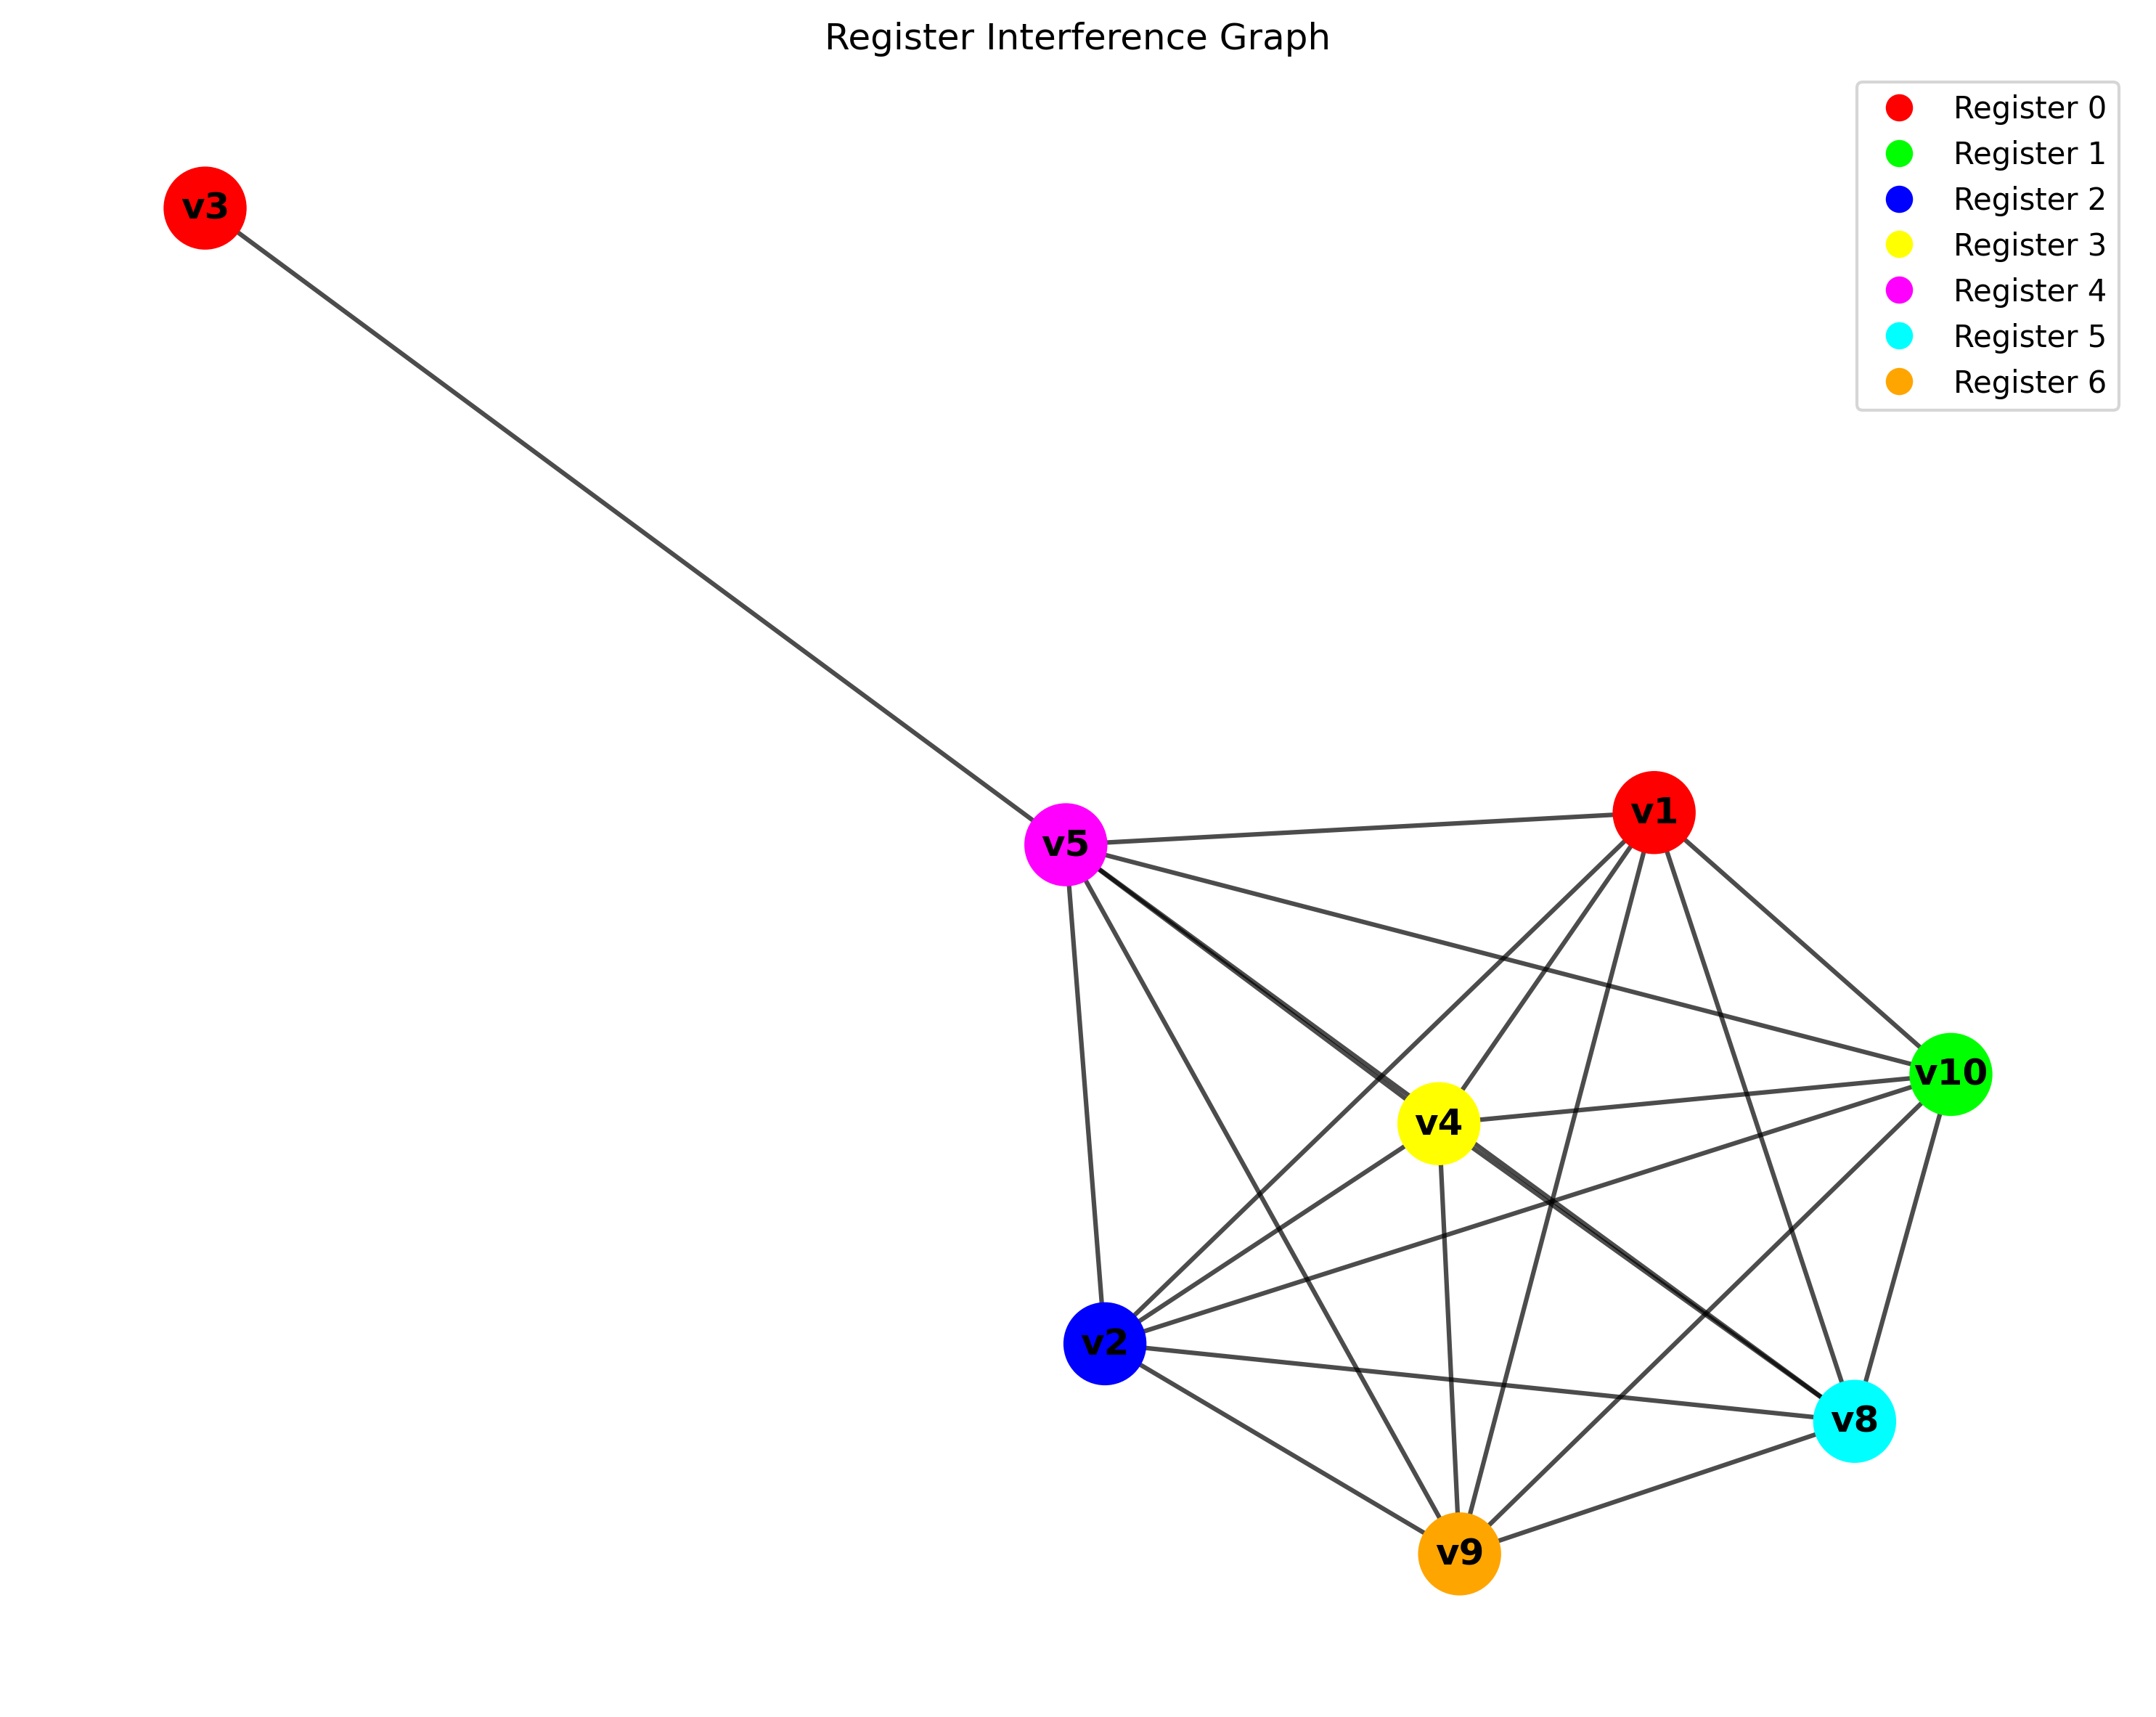 Register Interference Graph
Register 0
Register 1
Register 2
Register 3
Register 4
Register 5
Register 6
v3
v1
v5
v10
v4
v2
v8
v9